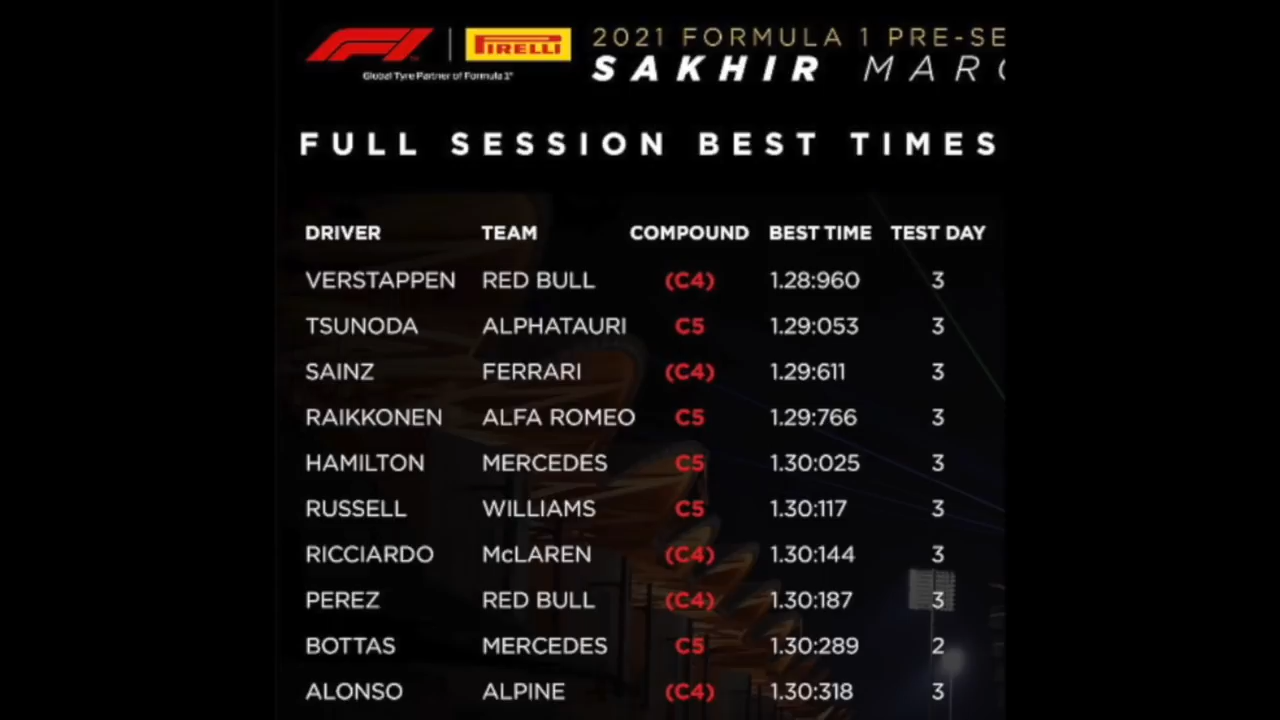 F1 | PIRELLI
Global Tyre Partner of Formula 1®
2021 FORMULA 1 PRE-SE
SAKHIR MARC
FULL SESSION BEST TIMES
DRIVER TEAM COMPOUND BEST TIME TEST DAY
VERSTAPPEN RED BULL (C4) 1.28:960 3
TSUNODA ALPHATAURI C5 1.29:053 3
SAINZ FERRARI (C4) 1.29:611 3
RAIKKONEN ALFA ROMEO C5 1.29:766 3
HAMILTON MERCEDES C5 1.30:025 3
RUSSELL WILLIAMS C5 1.30:117 3
RICCIARDO McLAREN (C4) 1.30:144 3
PEREZ RED BULL (C4) 1.30:187 3
BOTTAS MERCEDES C5 1.30:289 2
ALONSO ALPINE (C4) 1.30:318 3